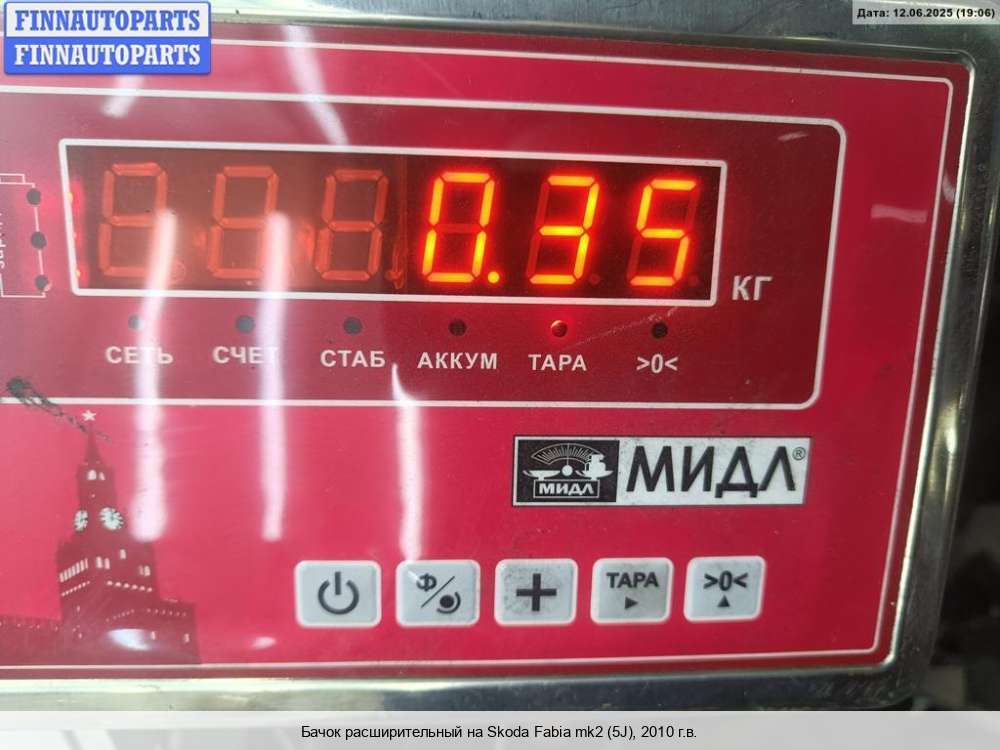 FINNAUTOPARTS
FINNAUTOPARTS
Дата: 12.06.2025 (19:06)
0.35
КГ
СЕТЬ СЧЕТ СТАБ АККУМ ТАРА >0<
МИДЛ МИДЛ®
Ф ТАРА >0<
Бачок расширительный на Skoda Fabia mk2 (5J), 2010 г.в.